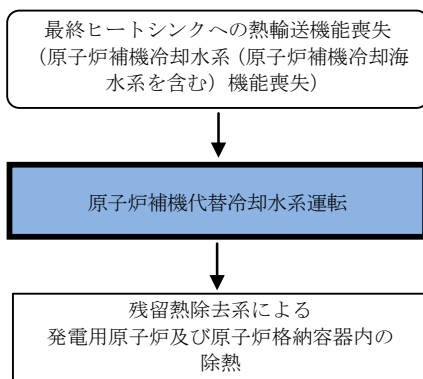 最終ヒートシンクへの熱輸送機能喪失
（原子炉補機冷却水系（原子炉補機冷却海
水系を含む）機能喪失）
原子炉補機代替冷却水系運転
残留熱除去系による
発電用原子炉及び原子炉格納容器内の
除熱